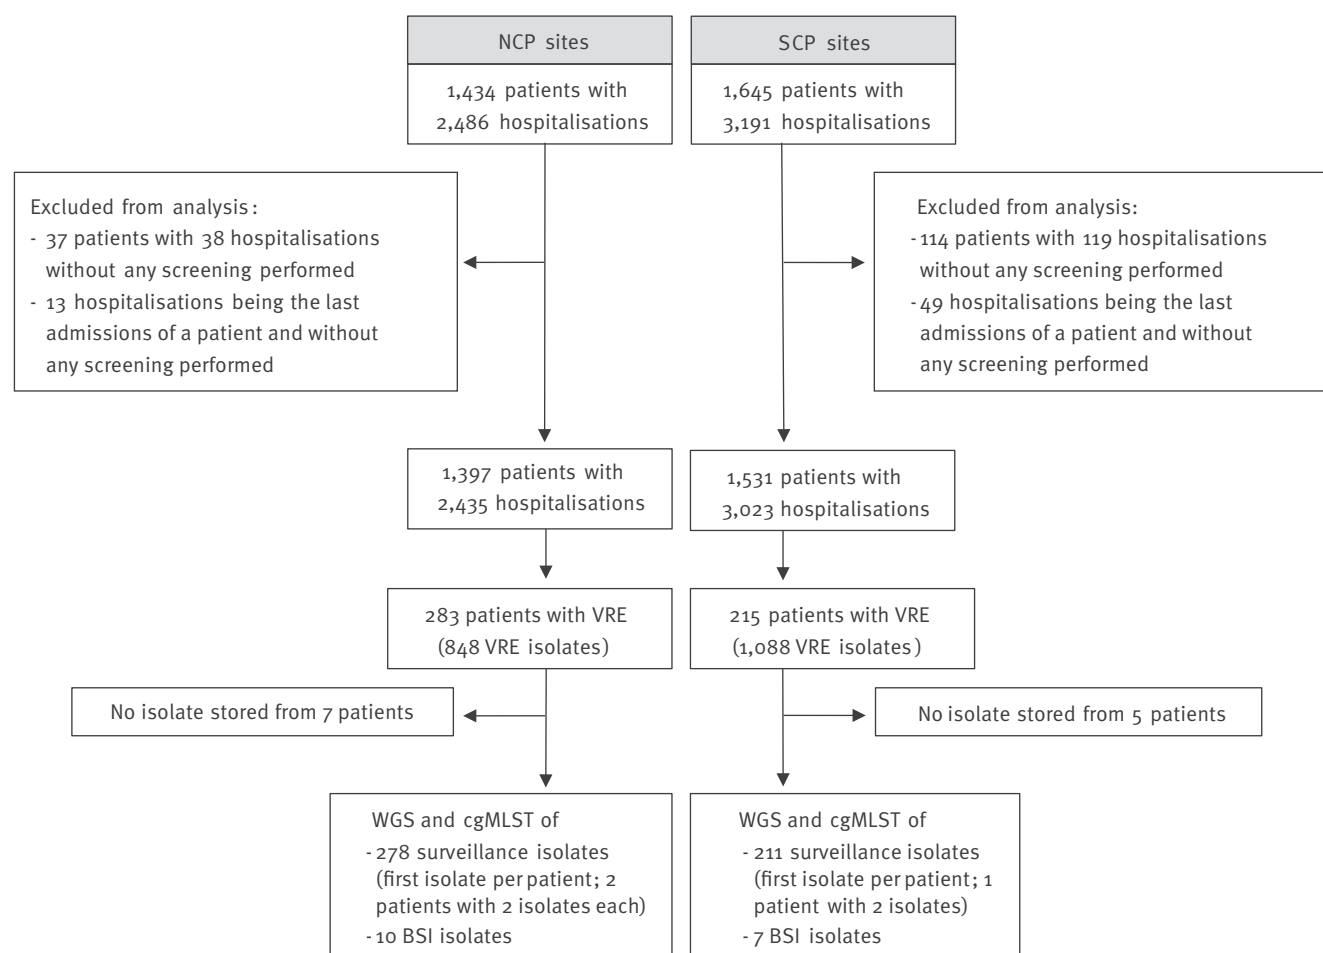 NCP sites
1,434 patients with
2,486 hospitalisations
SCP sites
1,645 patients with
3,191 hospitalisations
Excluded from analysis:
- 37 patients with 38 hospitalisations
without any screening performed
- 13 hospitalisations being the last
admissions of a patient and without
any screening performed
Excluded from analysis:
- 114 patients with 119 hospitalisations
without any screening performed
- 49 hospitalisations being the last
admissions of a patient and without
any screening performed
1,397 patients with
2,435 hospitalisations
1,531 patients with
3,023 hospitalisations
283 patients with VRE
(848 VRE isolates)
215 patients with VRE
(1,088 VRE isolates)
No isolate stored from 7 patients
No isolate stored from 5 patients
WGS and cgMLST of
- 278 surveillance isolates
(first isolate per patient; 2
patients with 2 isolates each)
- 10 BSI isolates
WGS and cgMLST of
- 211 surveillance isolates
(first isolate per patient; 1
patient with 2 isolates)
- 7 BSI isolates